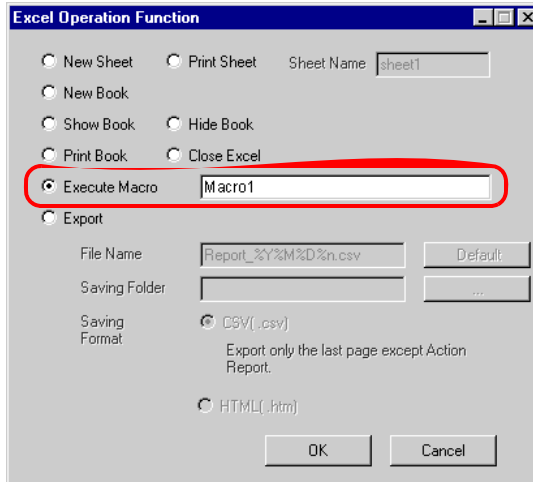 Excel Operation Function
New Sheet Print Sheet Sheet Name sheet1
New Book
Show Book Hide Book
Print Book Close Excel
Execute Macro Macro1
Export
File Name Report_%Y%M%D%n.csv Default
Saving Folder ...
Saving Format CSV( .csv)
Export only the last page except Action
Report.
HTML( .htm)
OK Cancel